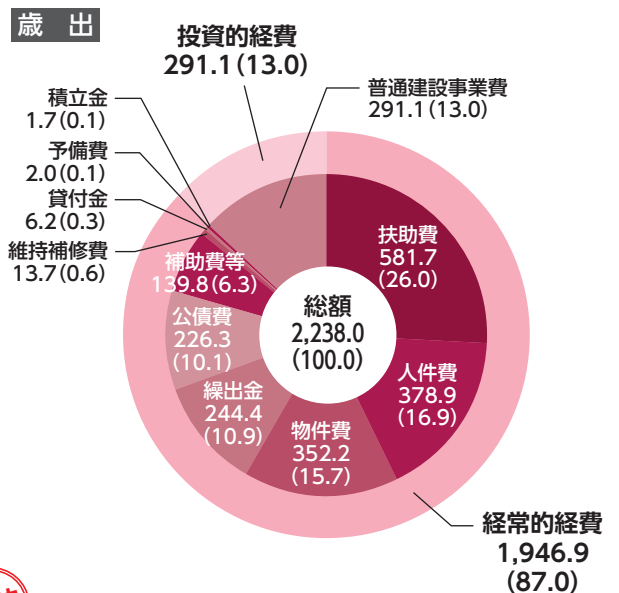 歳 出
投資的経費
291.1(13.0)
普通建設事業費
291.1(13.0)
積立金
1.7(0.1)
予備費
2.0(0.1)
貸付金
6.2(0.3)
維持補修費
13.7(0.6)
補助費等
139.8(6.3)
公債費
226.3
(10.1)
繰出金
244.4
(10.9)
物件費
352.2
(15.7)
人件費
378.9
(16.9)
扶助費
581.7
(26.0)
総額
2,238.0
(100.0)
経常的経費
1,946.9
(87.0)